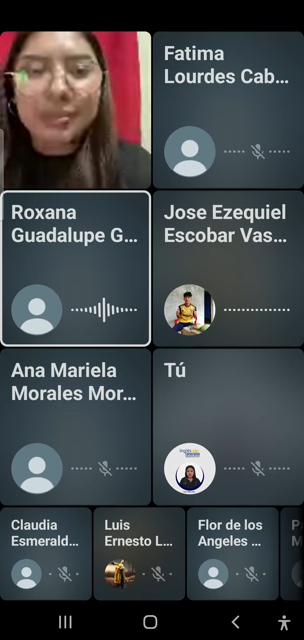 Fatima
Lourdes Cab...
Roxana
Guadalupe G...
Jose Ezequiel
Escobar Vas...
Ana Mariela
Morales Mor...
Tú
Claudia
Esmerald...
Luis
Ernesto L...
Flor de los
Angeles ...